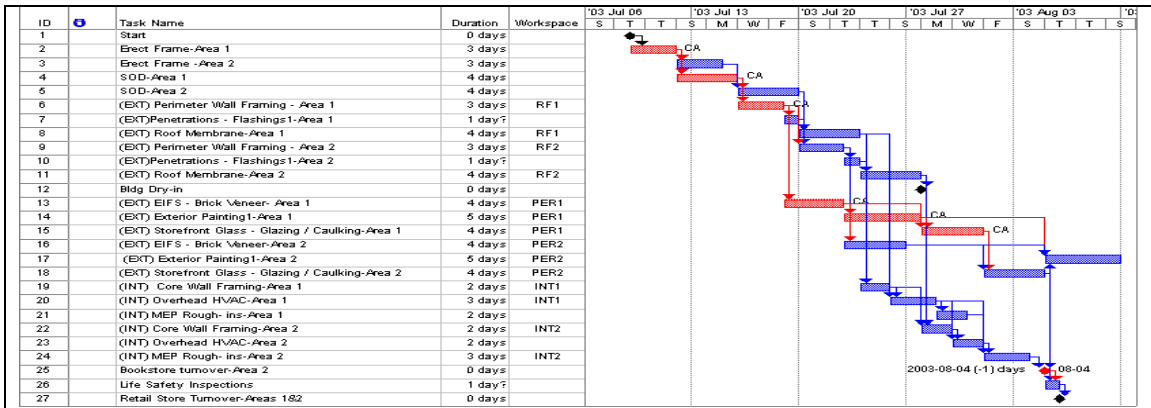 '03 Jul 06 '03 Jul 13 '03 Jul 20 '03 Jul 27 '03 Aug 03 '03
ID Task Name Duration Workspace S T T S M W F S T T S M W F S T T S
1 Start 0 days
2 Erect Frame-Area 1 3 days CA
3 Erect Frame -Area 2 3 days
4 SOD-Area 1 4 days CA
5 SOD-Area 2 4 days
6 (EXT) Perimeter Wall Framing - Area 1 3 days RF1 CA
7 (EXT)Penetrations - Flashings1-Area 1 1 day?
8 (EXT) Roof Membrane-Area 1 4 days RF1
9 (EXT) Perimeter Wall Framing - Area 2 3 days RF2
10 (EXT)Penetrations - Flashings1-Area 2 1 day?
11 (EXT) Roof Membrane-Area 2 4 days RF2
12 Bldg Dry-in 0 days
13 (EXT) EIFS - Brick Veneer- Area 1 4 days PER1 CA
14 (EXT) Exterior Painting1-Area 1 5 days PER1 CA
15 (EXT) Storefront Glass - Glazing / Caulking-Area 1 4 days PER1 CA
16 (EXT) EIFS - Brick Veneer-Area 2 4 days PER2
17 (EXT) Exterior Painting1-Area 2 5 days PER2
18 (EXT) Storefront Glass - Glazing / Caulking-Area 2 4 days PER2
19 (INT) Core Wall Framing-Area 1 2 days INT1
20 (INT) Overhead HVAC-Area 1 3 days INT1
21 (INT) MEP Rough- ins-Area 1 2 days
22 (INT) Core Wall Framing-Area 2 2 days INT2
23 (INT) Overhead HVAC-Area 2 2 days
24 (INT) MEP Rough- ins-Area 2 3 days INT2
25 Bookstore turnover-Area 2 0 days 2003-08-04 (-1) days 08-04
26 Life Safety Inspections 1 day?
27 Retail Store Turnover-Areas 1&2 0 days